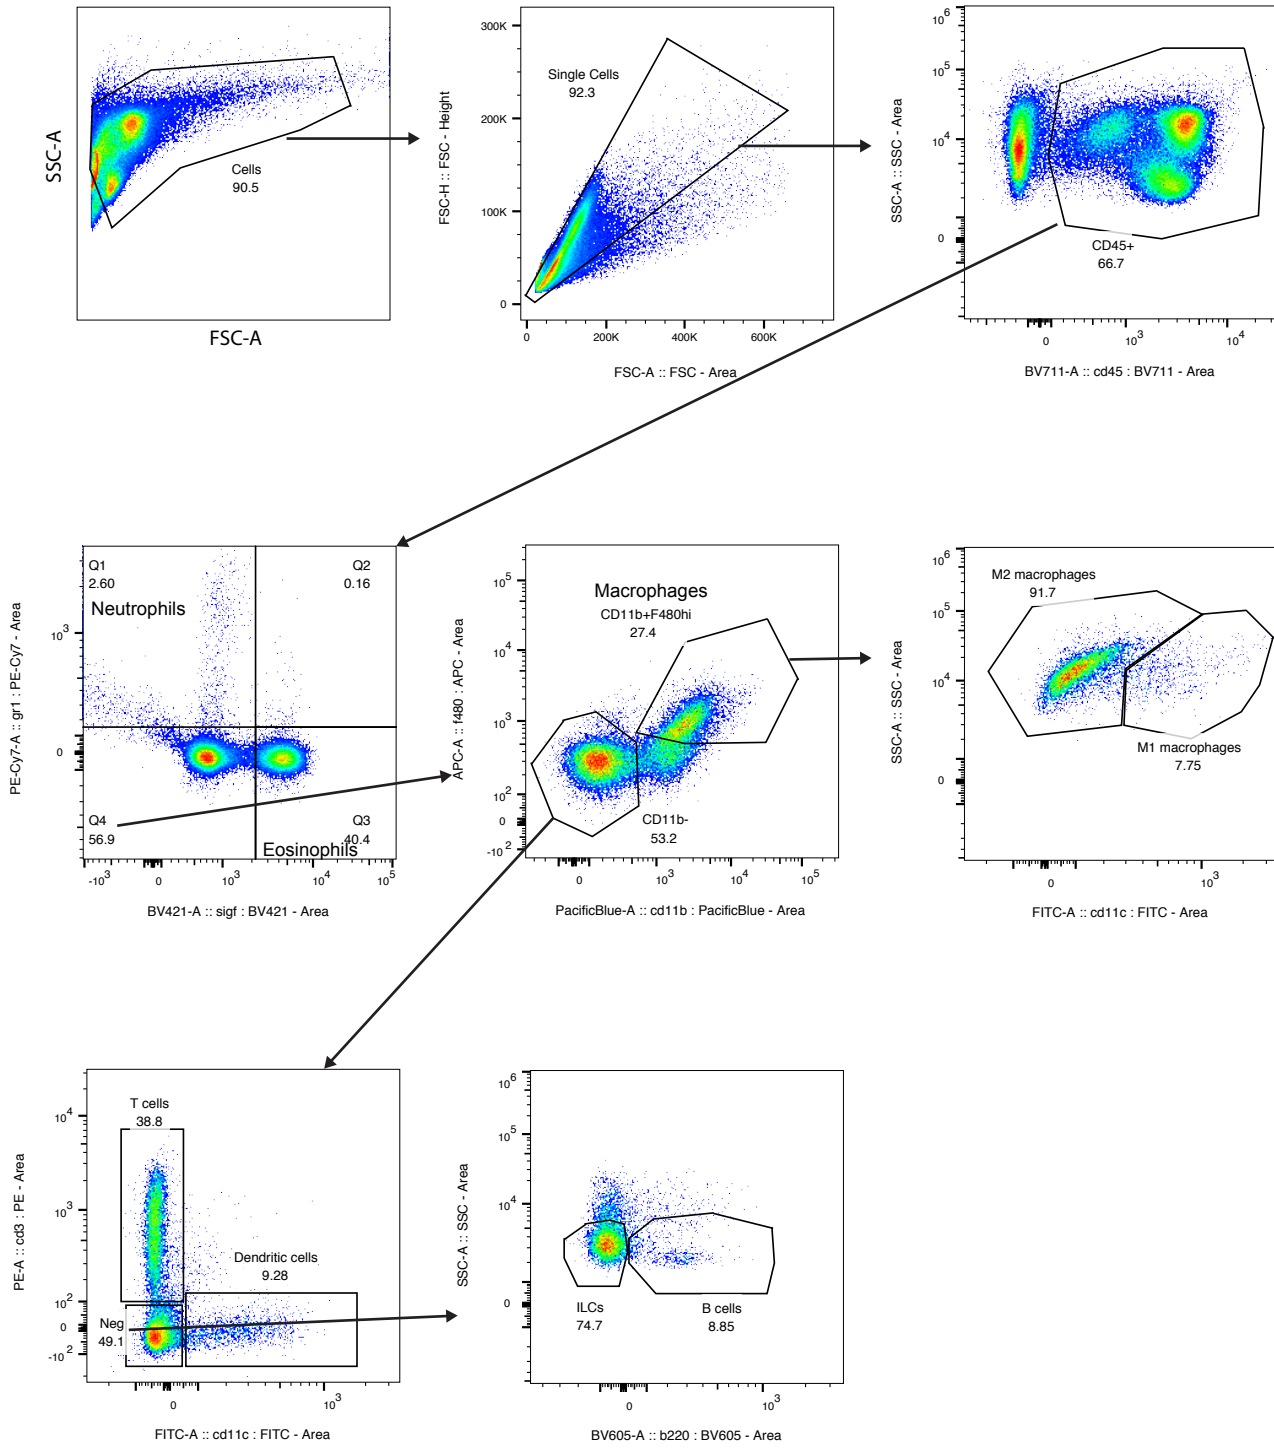 SSC-A
Cells
90.5
FSC-A
FSC-H :: FSC - Height
300K
200K
100K
0
Single Cells
92.3
0
200K
400K
600K
FSC-A :: FSC - Area
SSC-A :: SSC - Area
10^6
10^5
10^4
0
CD45+
66.7
0
10^3
10^4
BV711-A :: cd45 : BV711 - Area
PE-Cy7-A :: gr1 : PE-Cy7 - Area
10^3
0
Q1
2.60
Neutrophils
Q2
0.16
Q4
56.9
Q3
40.4
Eosinophils
-10^3
0
10^3
10^4
10^5
BV421-A :: sigf : BV421 - Area
APC-A :: f480 : APC - Area
10^5
10^4
10^3
10^2
0
-10^2
Macrophages
CD11b+F480hi
27.4
CD11b-
53.2
0
10^3
10^4
10^5
PacificBlue-A :: cd11b : PacificBlue - Area
SSC-A :: SSC - Area
10^6
10^5
10^4
0
M2 macrophages
91.7
M1 macrophages
7.75
0
10^3
FITC-A :: cd11c : FITC - Area
PE-A :: cd3 : PE - Area
10^4
10^3
10^2
0
-10^2
T cells
38.8
Dendritic cells
9.28
Neg
49.1
0
10^3
FITC-A :: cd11c : FITC - Area
SSC-A :: SSC - Area
10^6
10^5
10^4
0
ILCs
74.7
B cells
8.85
0
10^3
BV605-A :: b220 : BV605 - Area